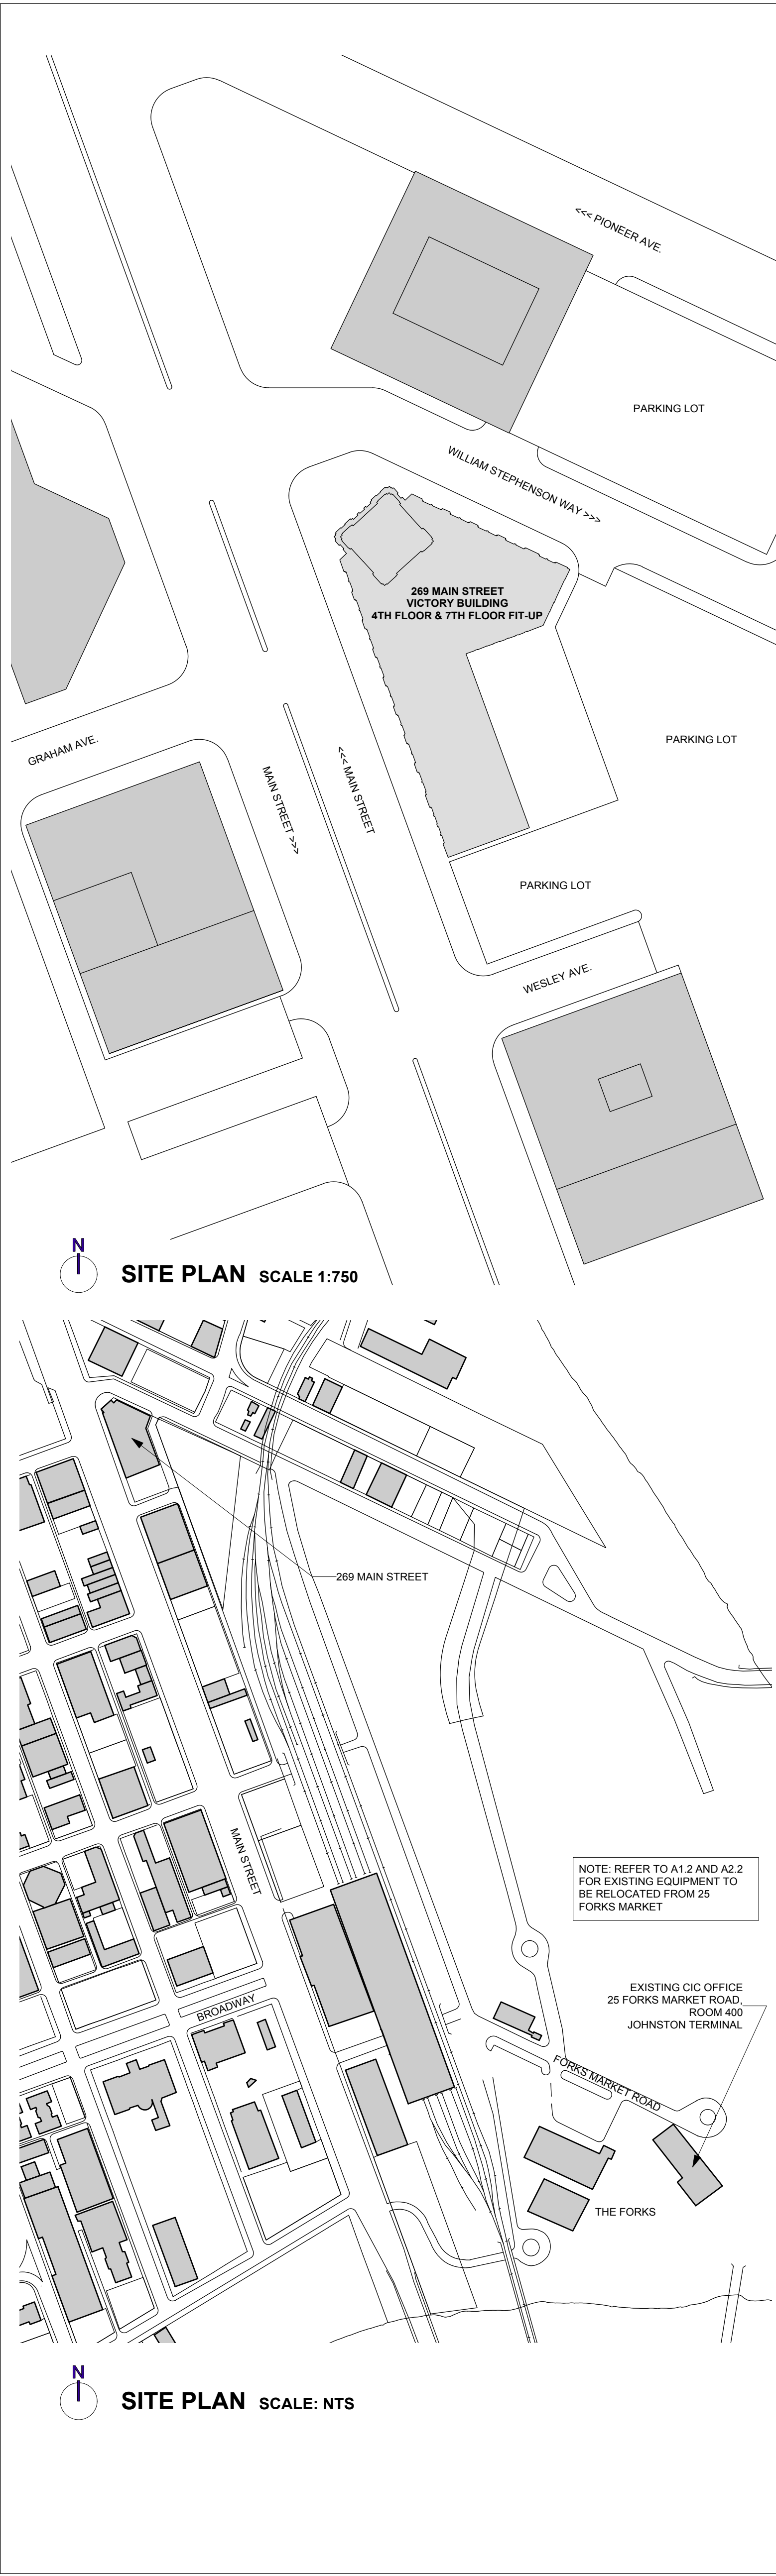 <<< PIONEER AVE.
PARKING LOT
WILLIAM STEPHENSON WAY >>>
269 MAIN STREET
VICTORY BUILDING
4TH FLOOR & 7TH FLOOR FIT-UP
GRAHAM AVE.
MAIN STREET >>>
<<< MAIN STREET
PARKING LOT
PARKING LOT
WESLEY AVE.
N
SITE PLAN SCALE 1:750
269 MAIN STREET
MAIN STREET
NOTE: REFER TO A1.2 AND A2.2
FOR EXISTING EQUIPMENT TO
BE RELOCATED FROM 25
FORKS MARKET
EXISTING CIC OFFICE
25 FORKS MARKET ROAD,
ROOM 400
JOHNSTON TERMINAL
BROADWAY
FORKS MARKET ROAD
THE FORKS
N
SITE PLAN SCALE: NTS